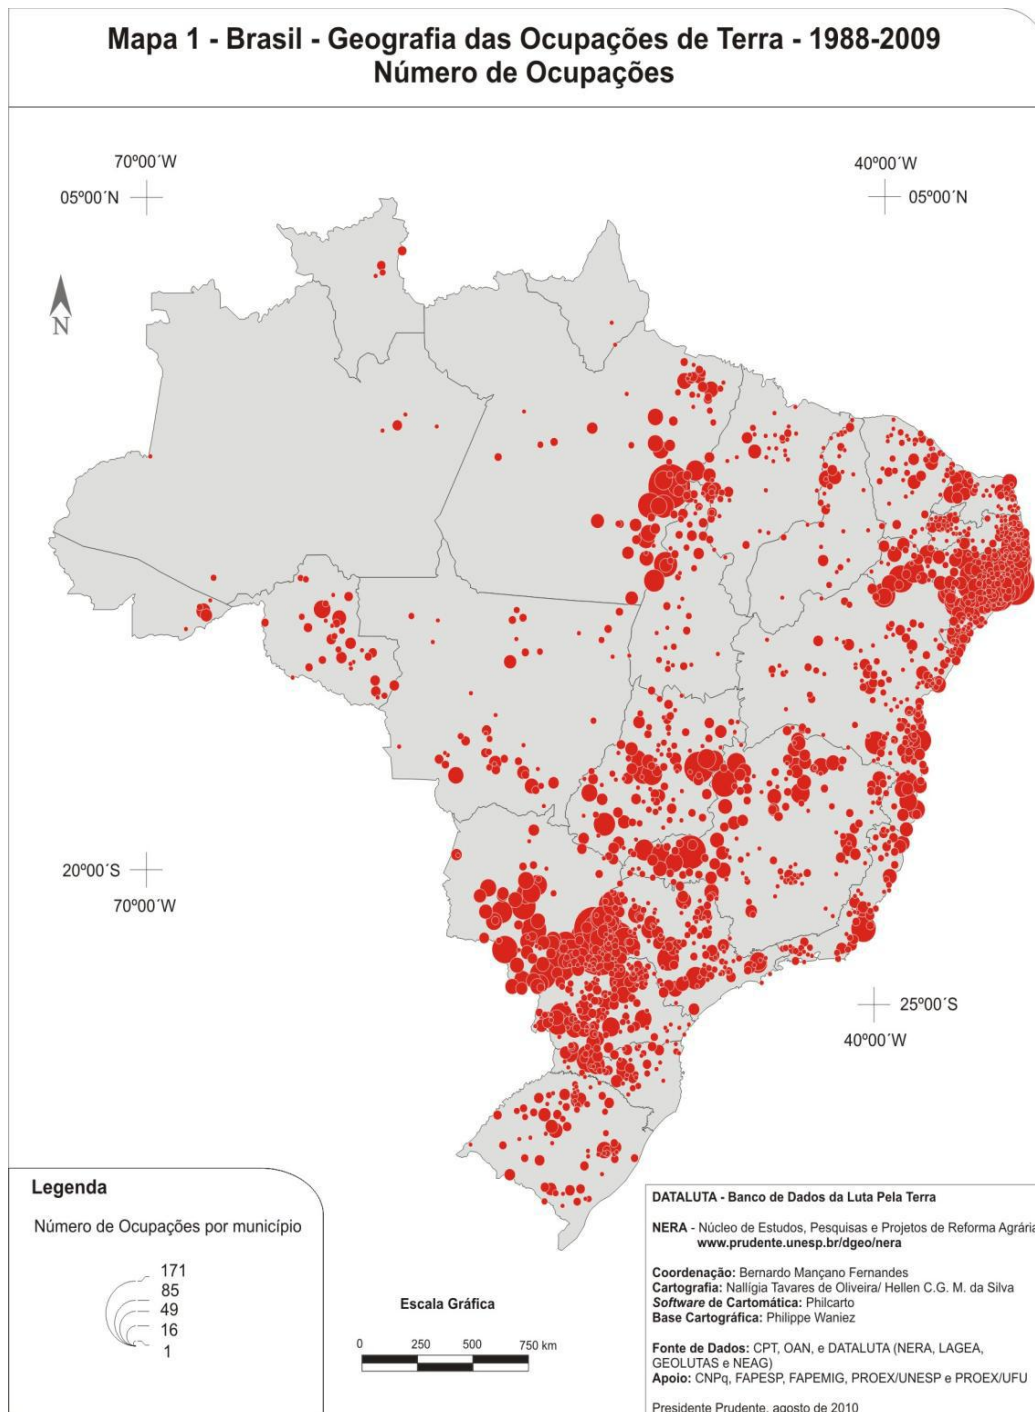 Mapa 1 - Brasil - Geografia das Ocupações de Terra - 1988-2009
Número de Ocupações
70º00´W
40º00´W
05º00´N
05º00´N
N
20º00´S
70º00´W
25º00´S
40º00´W
Legenda
Número de Ocupações por município
171
85
49
16
1
Escala Gráfica
0 250 500 750 km
DATALUTA - Banco de Dados da Luta Pela Terra
NERA - Núcleo de Estudos, Pesquisas e Projetos de Reforma Agrária
www.prudente.unesp.br/dgeo/nera
Coordenação: Bernardo Mançano Fernandes
Cartografia: Nallígia Tavares de Oliveira/ Hellen C.G. M. da Silva
Software de Cartomática: Philcarto
Base Cartográfica: Philippe Waniez
Fonte de Dados: CPT, OAN, e DATALUTA (NERA, LAGEA,
GEOLUTAS e NEAG)
Apoio: CNPq, FAPESP, FAPEMIG, PROEX/UNESP e PROEX/UFU
Presidente Prudente, agosto de 2010